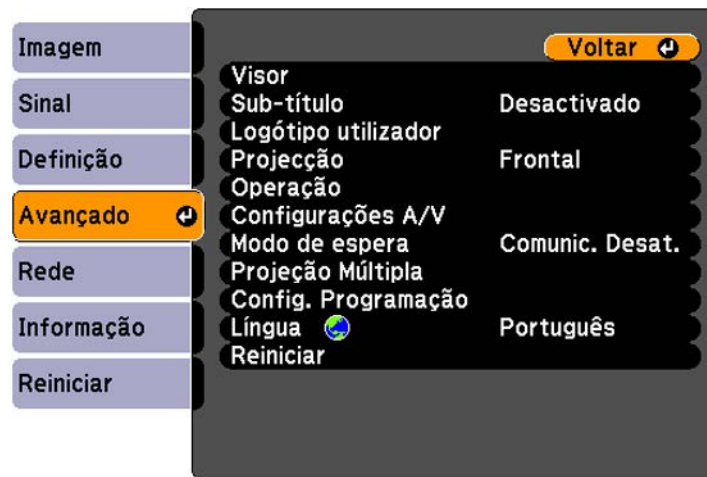 Imagem
Sinal
Definição
Avançado
Rede
Informação
Reiniciar
Voltar
Visor
Sub-título Desactivado
Logótipo utilizador
Projecção Frontal
Operação
Configurações A/V
Modo de espera Comunic. Desat.
Projeção Múltipla
Config. Programação
Língua Português
Reiniciar